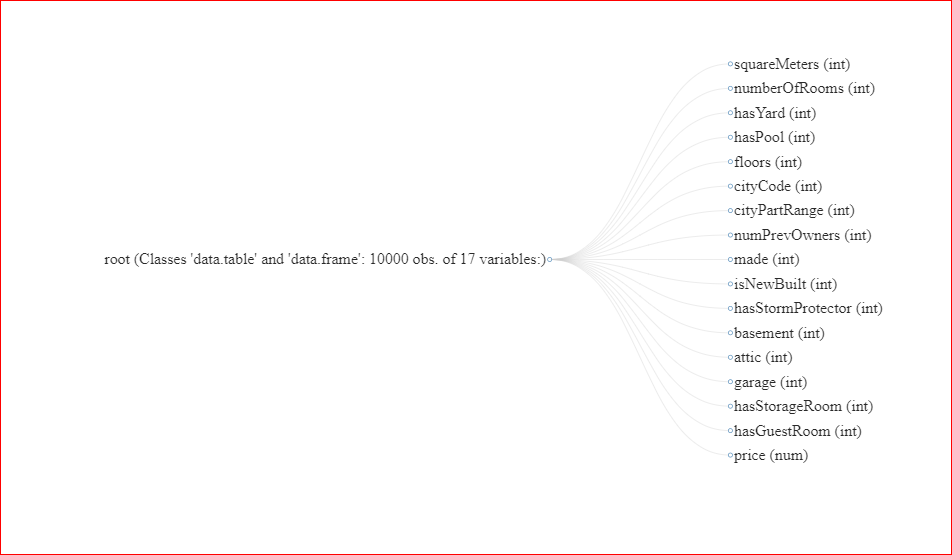 squareMeters (int)
numberOfRooms (int)
hasYard (int)
hasPool (int)
floors (int)
cityCode (int)
cityPartRange (int)
numPrevOwners (int)
root (Classes 'data.table' and 'data.frame': 10000 obs. of 17 variables:)
made (int)
isNewBuilt (int)
hasStormProtector (int)
basement (int)
attic (int)
garage (int)
hasStorageRoom (int)
hasGuestRoom (int)
price (num)